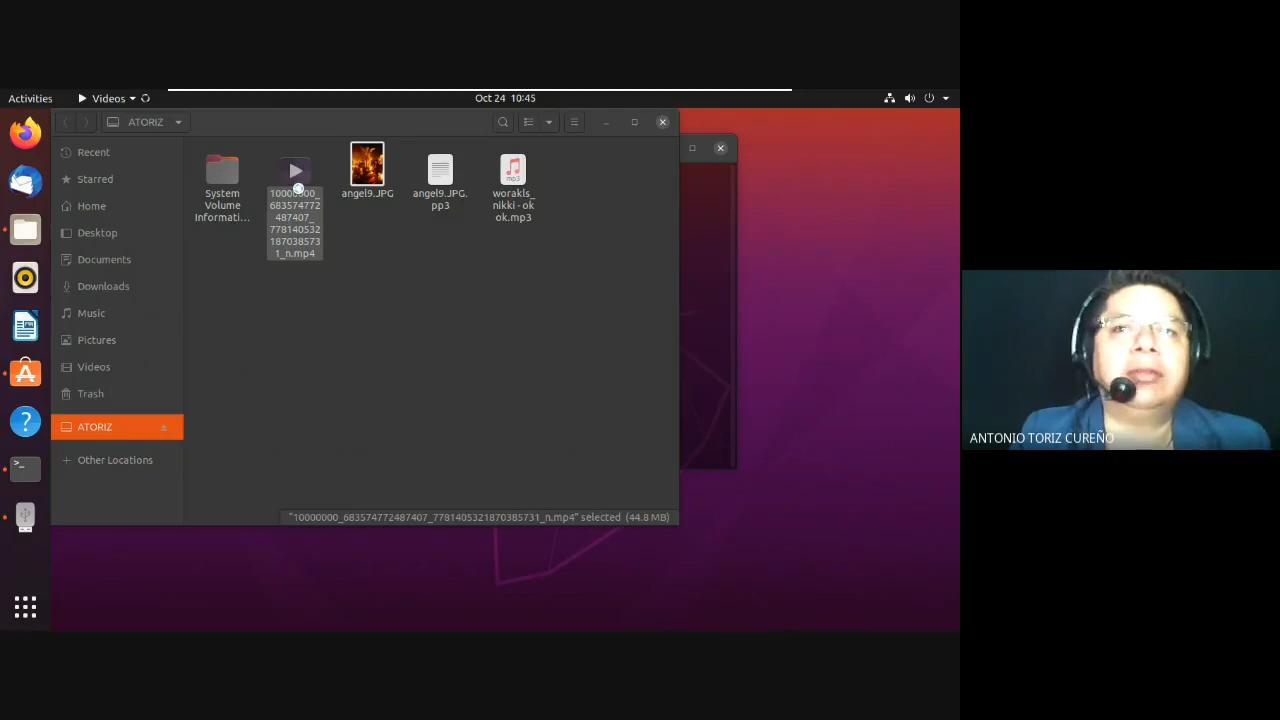 Activities
Videos
Oct 24 10:45
ATORIZ
Recent
Starred
Home
Desktop
Documents
Downloads
Music
Pictures
Videos
Trash
ATORIZ
Other Locations
System
Volume
Informati...
10000000_
683574772
487407_
778140532
187038573
1_n.mp4
angel9.JPG
angel9.JPG.
pp3
mp3
worakls_
nikki - ok
ok.mp3
"10000000_683574772487407_7781405321870385731_n.mp4" selected (44.8 MB)
ANTONIO TORIZ CUREÑO